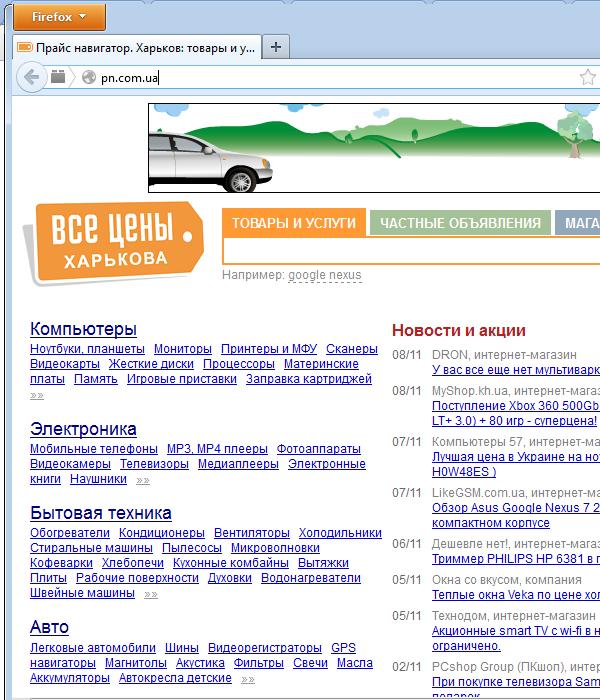 Firefox
Прайс навигатор. Харьков: товары и у...
pn.com.ua
ВСЕ ЦЕНЫ
ХАРЬКОВА
ТОВАРЫ И УСЛУГИ ЧАСТНЫЕ ОБЪЯВЛЕНИЯ МАГА
Например: google nexus
Компьютеры
Ноутбуки, планшеты Мониторы Принтеры и МФУ Сканеры
Видеокарты Жесткие диски Процессоры Материнские
платы Память Игровые приставки Заправка картриджей
»»
Электроника
Мобильные телефоны MP3, MP4 плееры Фотоаппараты
Видеокамеры Телевизоры Медиаплееры Электронные
книги Наушники »»
Бытовая техника
Обогреватели Кондиционеры Вентиляторы Холодильники
Стиральные машины Пылесосы Микроволновки
Кофеварки Хлебопечи Кухонные комбайны Вытяжки
Плиты Рабочие поверхности Духовки Водонагреватели
Швейные машины »»
Авто
Легковые автомобили Шины Видеорегистраторы GPS
навигаторы Магнитолы Акустика Фильтры Свечи Масла
Аккумуляторы Автокресла детские »»
Новости и акции
08/11 DRON, интернет-магазин
У вас все еще нет мультиварк
08/11 MyShop.kh.ua, интернет-мага
Поступление Xbox 360 500Gb
LT+ 3.0) + 80 игр - суперцена!
07/11 Компьютеры 57, интернет-ма
Лучшая цена в Украине на но
H0W48ES )
07/11 LikeGSM.com.ua, интернет-м
Обзор Asus Google Nexus 7 2
компактном корпусе
06/11 Дешевле нет!, интернет-мага
Триммер PHILIPS HP 6381 в п
05/11 Окна со вкусом, компания
Теплые окна Veka по цене хол
05/11 Технодом, интернет-магазин
Акционные smart TV с wi-fi в н
ограничено.
02/11 PCshop Group (ПКшоп), интер
При покупке телевизора Sam